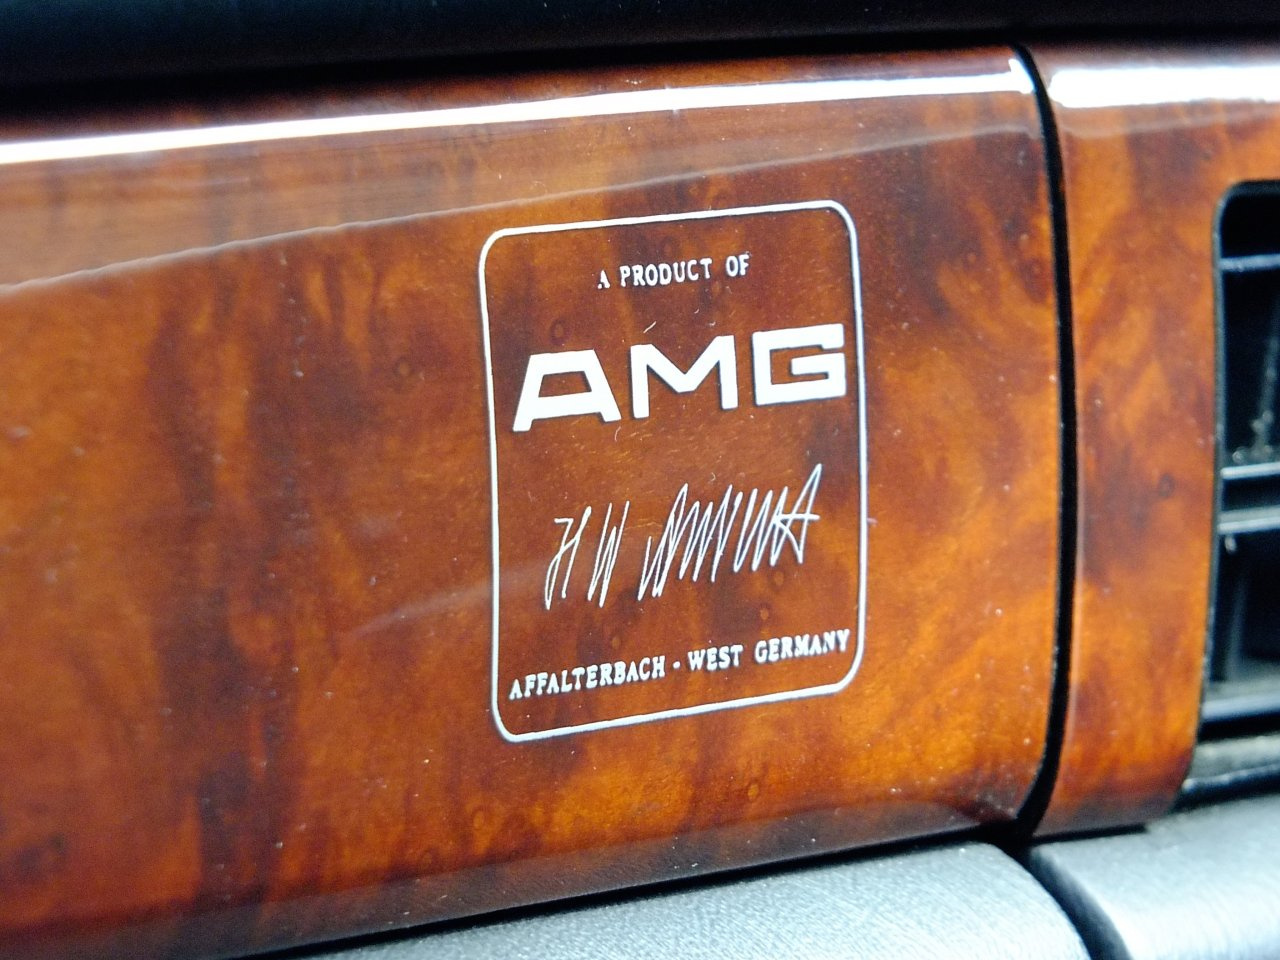 A PRODUCT OF
AMG
AFFALTERBACH - WEST GERMANY